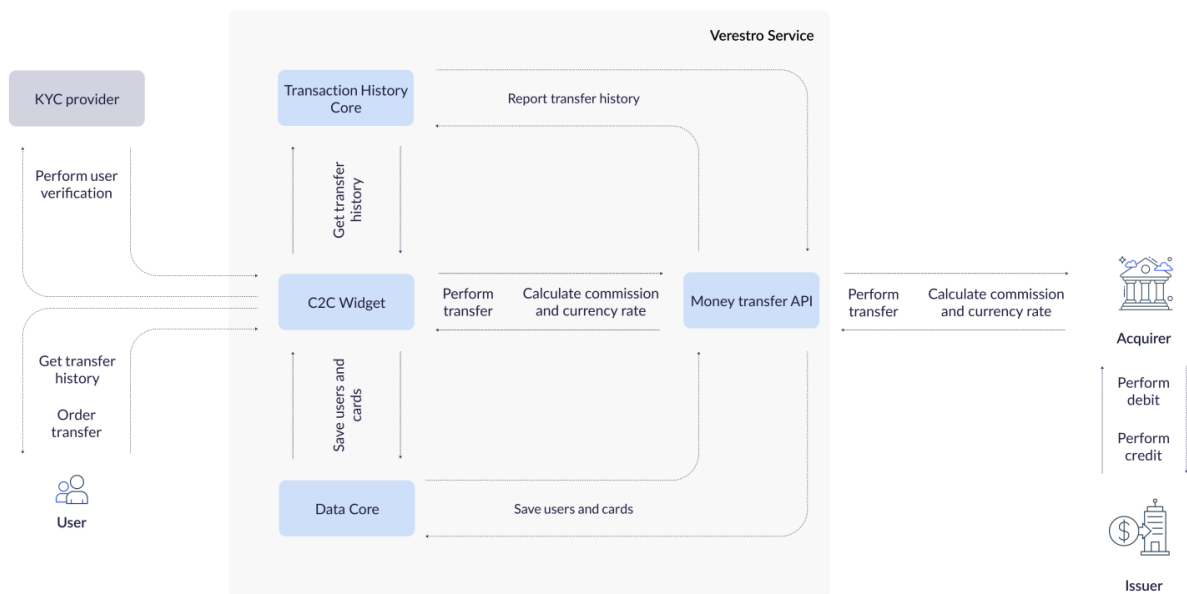 Verestro Service
KYC provider
Transaction History
Core
Report transfer history
Perform user
verification
Get transfer
history
C2C Widget
Perform
transfer
Calculate commission
and currency rate
Money transfer API
Perform
transfer
Calculate commission
and currency rate
Acquirer
Get transfer
history
Order
transfer
User
Save users and
cards
Perform
debit
Perform
credit
Data Core
Save users and cards
Issuer